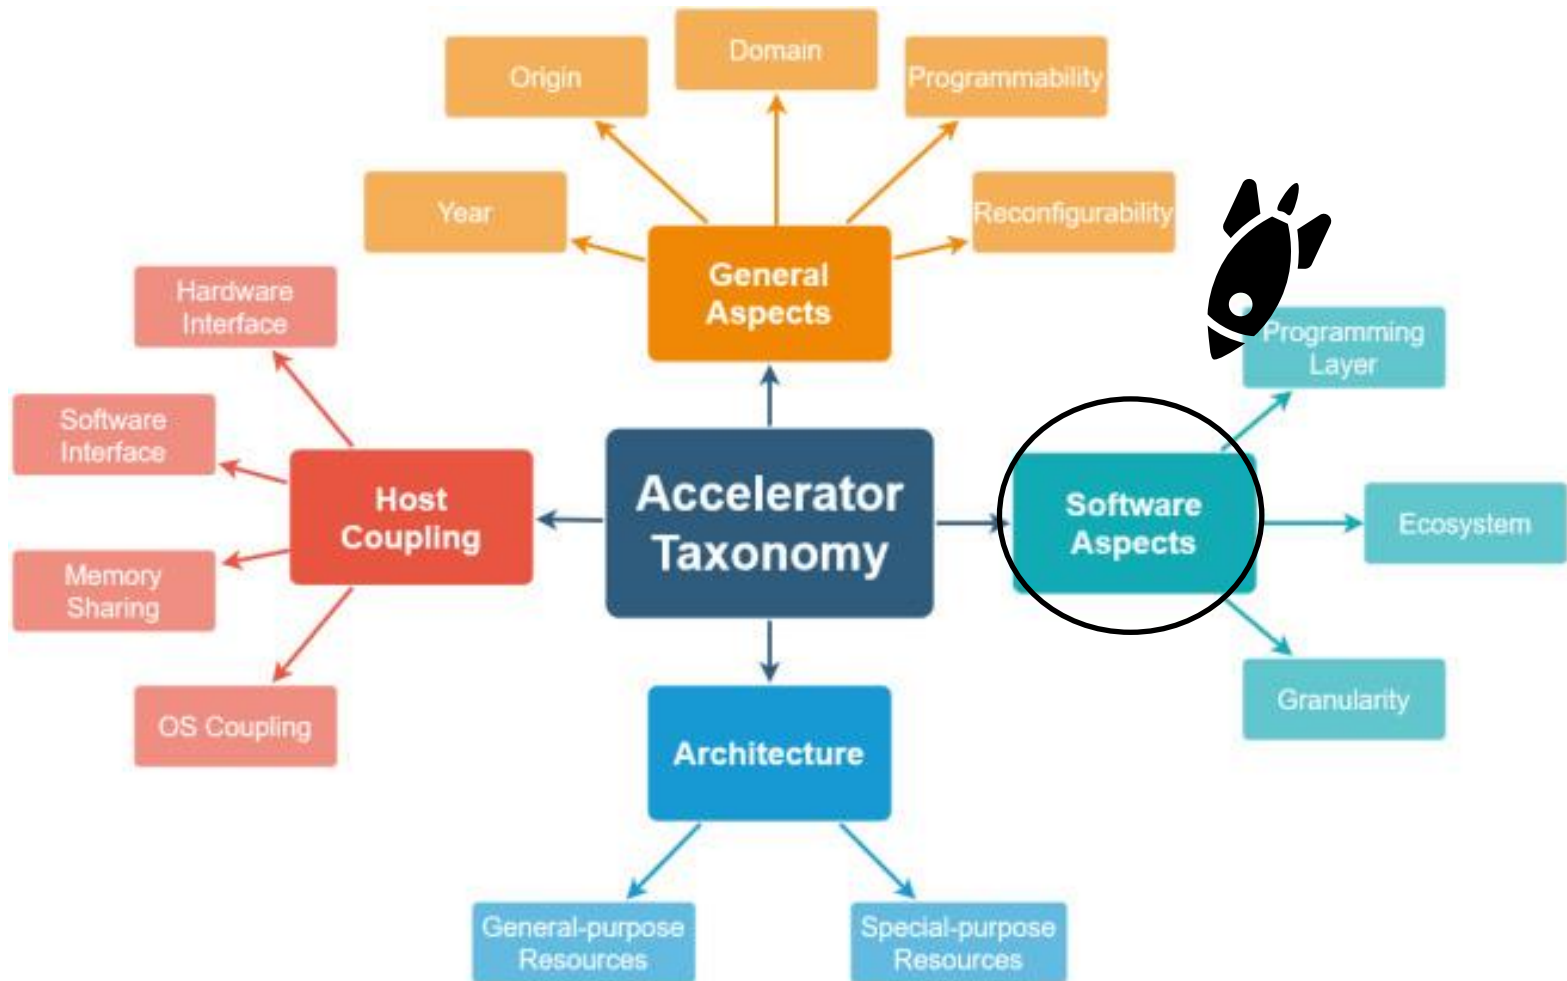 Domain
Origin
Programmability
Year
Reconfigurability
General
Aspects
Hardware
Interface
Programming
Layer
Software
Interface
Host
Coupling
Accelerator
Taxonomy
Software
Aspects
Ecosystem
Memory
Sharing
OS Coupling
Granularity
Architecture
General-purpose
Resources
Special-purpose
Resources